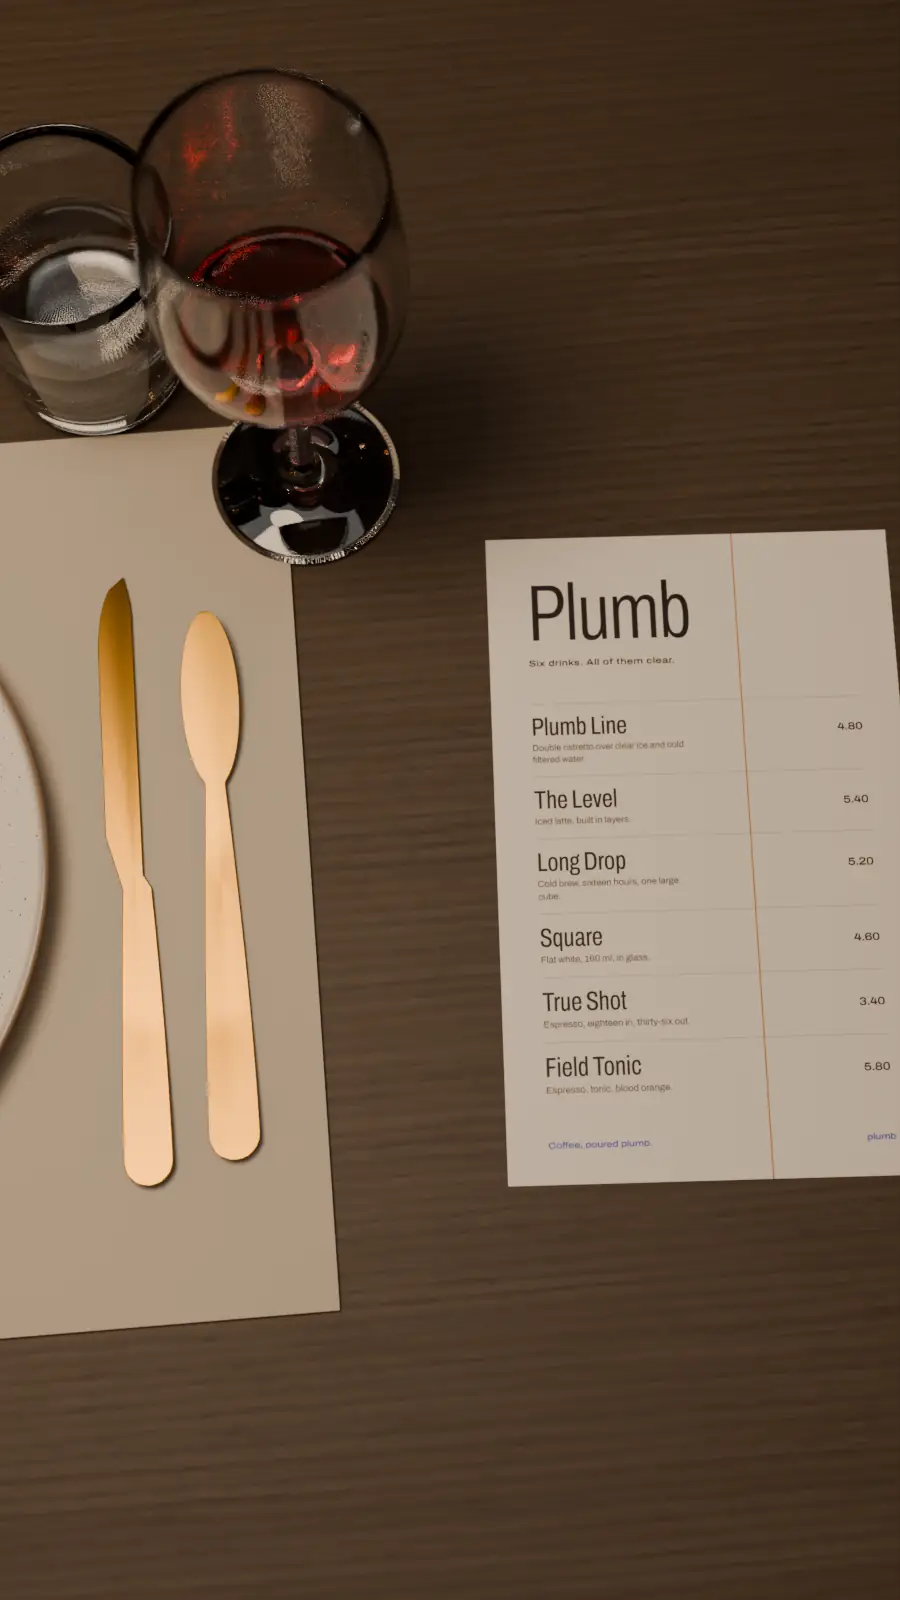 Plumb
Six drinks. All of them clear.
Plumb Line
4.80
Double ristretto over clear ice and cold
filtered water.
The Level
5.40
Iced latte, built in layers.
Long Drop
5.20
Cold brew, sixteen hours, one large
cube.
Square
4.60
Flat white, 160 ml, in glass.
True Shot
3.40
Espresso, eighteen in, thirty-six out.
Field Tonic
5.80
Espresso, tonic, blood orange.
Coffee, poured plumb.
plumb